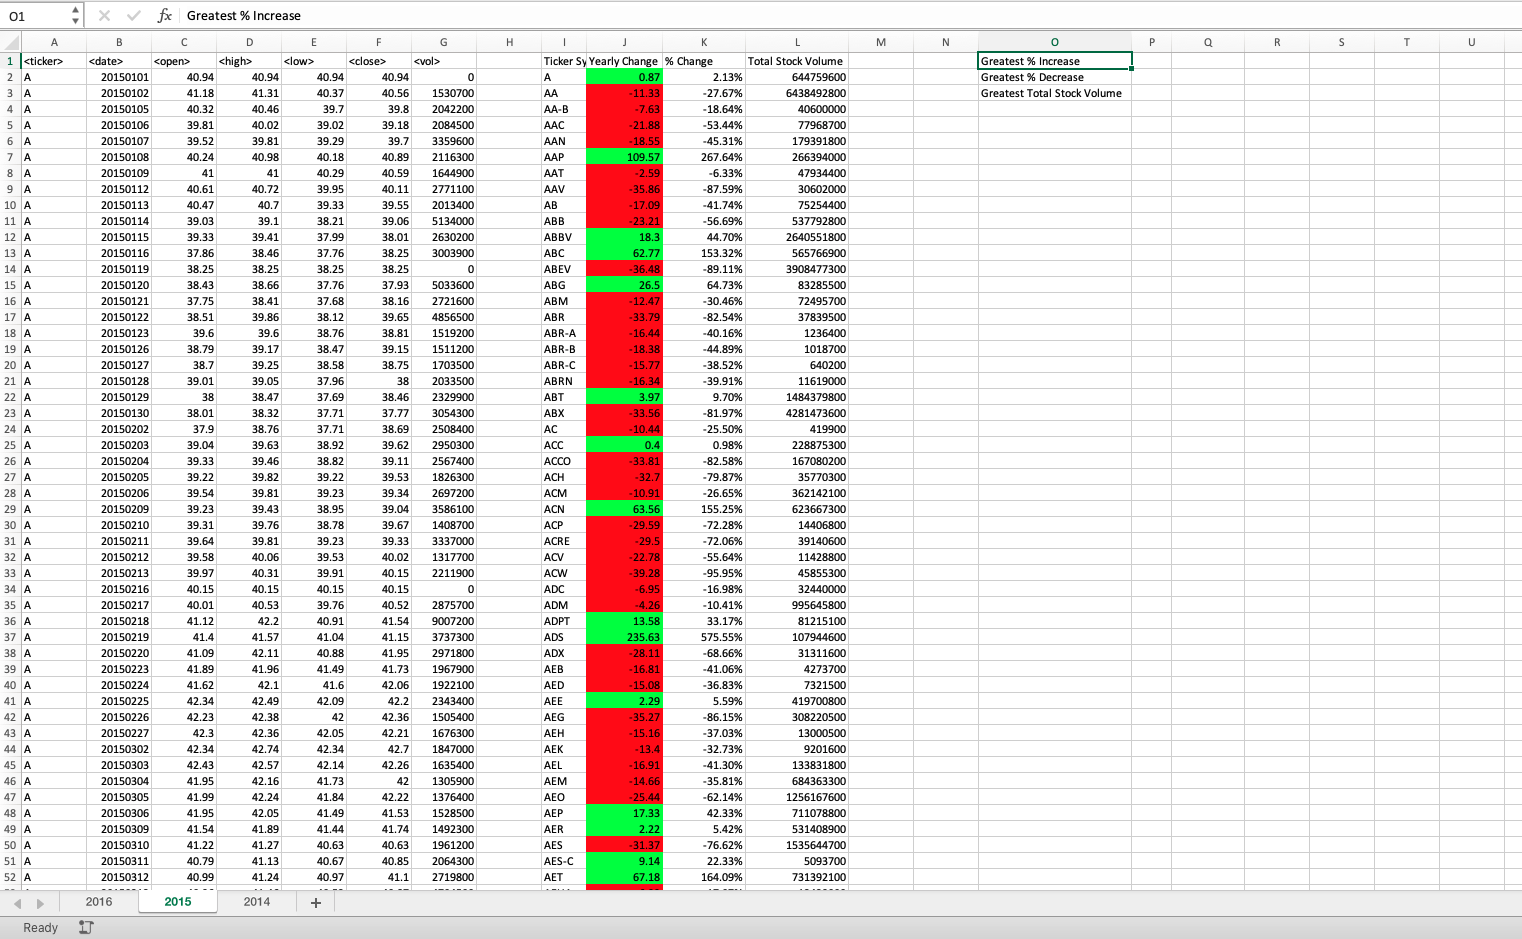 O1 fx Greatest % Increase
A B C D E F G H I J K L M N O P Q R S T U
1 <ticker> <date> <open> <high> <low> <close> <vol> Ticker Sy Yearly Change % Change Total Stock Volume Greatest % Increase
2 A 20150101 40.94 40.94 40.94 40.94 0 A 0.87 2.13% 644759600 Greatest % Decrease
3 A 20150102 41.18 41.31 40.37 40.56 1530700 AA -11.33 -27.67% 6438492800 Greatest Total Stock Volume
4 A 20150105 40.32 40.46 39.7 39.8 2042200 AA-B -7.63 -18.64% 40600000
5 A 20150106 39.81 40.02 39.02 39.18 2084500 AAC -21.88 -53.44% 77968700
6 A 20150107 39.52 39.81 39.29 39.7 3359600 AAN -18.55 -45.31% 179391800
7 A 20150108 40.24 40.98 40.18 40.89 2116300 AAP 109.57 267.64% 266394000
8 A 20150109 41 41 40.29 40.59 1644900 AAT -2.59 -6.33% 47934400
9 A 20150112 40.61 40.72 39.95 40.11 2771100 AAV -35.86 -87.59% 30602000
10 A 20150113 40.47 40.7 39.33 39.55 2013400 AB -17.09 -41.74% 75254400
11 A 20150114 39.03 39.1 38.21 39.06 5134000 ABB -23.21 -56.69% 537792800
12 A 20150115 39.33 39.41 37.99 38.01 2630200 ABBV 18.3 44.70% 2640551800
13 A 20150116 37.86 38.46 37.76 38.25 3003900 ABC 62.77 153.32% 565766900
14 A 20150119 38.25 38.25 38.25 38.25 0 ABEV -36.48 -89.11% 3908477300
15 A 20150120 38.43 38.66 37.76 37.93 5033600 ABG 26.5 64.73% 83285500
16 A 20150121 37.75 38.41 37.68 38.16 2721600 ABM -12.47 -30.46% 72495700
17 A 20150122 38.51 39.86 38.12 39.65 4856500 ABR -33.79 -82.54% 37839500
18 A 20150123 39.6 39.6 38.76 38.81 1519200 ABR-A -16.44 -40.16% 1236400
19 A 20150126 38.79 39.17 38.47 39.15 1511200 ABR-B -18.38 -44.89% 1018700
20 A 20150127 38.7 39.25 38.58 38.75 1703500 ABR-C -15.77 -38.52% 640200
21 A 20150128 39.01 39.05 37.96 38 2033500 ABRN -16.34 -39.91% 11619000
22 A 20150129 38 38.47 37.69 38.46 2329900 ABT 3.97 9.70% 1484379800
23 A 20150130 38.01 38.32 37.71 37.77 3054300 ABX -33.56 -81.97% 4281473600
24 A 20150202 37.9 38.76 37.71 38.69 2508400 AC -10.44 -25.50% 419900
25 A 20150203 39.04 39.63 38.92 39.62 2950300 ACC 0.4 0.98% 228875300
26 A 20150204 39.33 39.46 38.82 39.11 2567400 ACCO -33.81 -82.58% 167080200
27 A 20150205 39.22 39.82 39.22 39.53 1826300 ACH -32.7 -79.87% 35770300
28 A 20150206 39.54 39.81 39.23 39.34 2697200 ACM -10.91 -26.65% 362142100
29 A 20150209 39.23 39.43 38.95 39.04 3586100 ACN 63.56 155.25% 623667300
30 A 20150210 39.31 39.76 38.78 39.67 1408700 ACP -29.59 -72.28% 14406800
31 A 20150211 39.64 39.81 39.23 39.33 3337000 ACRE -29.5 -72.06% 39140600
32 A 20150212 39.58 40.06 39.53 40.02 1317700 ACV -22.78 -55.64% 11428800
33 A 20150213 39.97 40.31 39.91 40.15 2211900 ACW -39.28 -95.95% 45855300
34 A 20150216 40.15 40.15 40.15 40.15 0 ADC -6.95 -16.98% 32440000
35 A 20150217 40.01 40.53 39.76 40.52 2875700 ADM -4.26 -10.41% 995645800
36 A 20150218 41.12 42.2 40.91 41.54 9007200 ADPT 13.58 33.17% 81215100
37 A 20150219 41.4 41.57 41.04 41.15 3737300 ADS 235.63 575.55% 107944600
38 A 20150220 41.09 42.11 40.88 41.95 2971800 ADX -28.11 -68.66% 31311600
39 A 20150223 41.89 41.96 41.49 41.73 1967900 AEB -16.81 -41.06% 4273700
40 A 20150224 41.62 42.1 41.6 42.06 1922100 AED -15.08 -36.83% 7321500
41 A 20150225 42.34 42.49 42.09 42.2 2343400 AEE 2.29 5.59% 419700800
42 A 20150226 42.23 42.38 42 42.36 1505400 AEG -35.27 -86.15% 308220500
43 A 20150227 42.3 42.36 42.05 42.21 1676300 AEH -15.16 -37.03% 13000500
44 A 20150302 42.34 42.74 42.34 42.7 1847000 AEK -13.4 -32.73% 9201600
45 A 20150303 42.43 42.57 42.14 42.26 1635400 AEL -16.91 -41.30% 133831800
46 A 20150304 41.95 42.16 41.73 42 1305900 AEM -14.66 -35.81% 684363300
47 A 20150305 41.99 42.24 41.84 42.22 1376400 AEO -25.44 -62.14% 1256167600
48 A 20150306 41.95 42.05 41.49 41.53 1528500 AEP 17.33 42.33% 711078800
49 A 20150309 41.54 41.89 41.44 41.74 1492300 AER 2.22 5.42% 531408900
50 A 20150310 41.22 41.27 40.63 40.63 1961200 AES -31.37 -76.62% 1535644700
51 A 20150311 40.79 41.13 40.67 40.85 2064300 AES-C 9.14 22.33% 5093700
52 A 20150312 40.99 41.24 40.97 41.1 2719800 AET 67.18 164.09% 731392100
2016 2015 2014 +
Ready